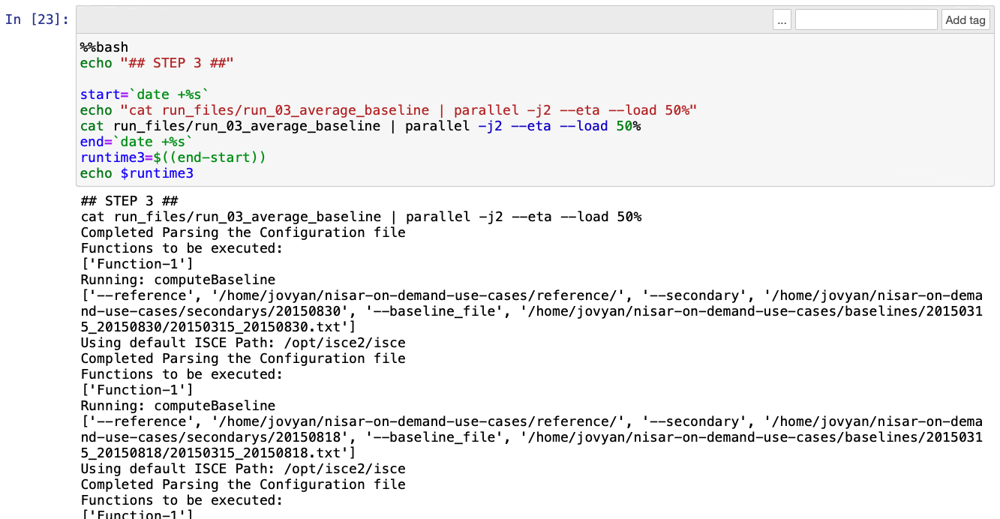 In [23]:
... Add tag
%%bash
echo "## STEP 3 ##"
start=`date +%s`
echo "cat run_files/run_03_average_baseline | parallel -j2 --eta --load 50%"
cat run_files/run_03_average_baseline | parallel -j2 --eta --load 50%
end=`date +%s`
runtime3=$((end-start))
echo $runtime3
## STEP 3 ##
cat run_files/run_03_average_baseline | parallel -j2 --eta --load 50%
Completed Parsing the Configuration file
Functions to be executed:
['Function-1']
Running: computeBaseline
['--reference', '/home/jovyan/nisar-on-demand-use-cases/reference/', '--secondary', '/home/jovyan/nisar-on-dema
nd-use-cases/secondarys/20150830', '--baseline_file', '/home/jovyan/nisar-on-demand-use-cases/baselines/2015031
5_20150830/20150315_20150830.txt']
Using default ISCE Path: /opt/isce2/isce
Completed Parsing the Configuration file
Functions to be executed:
['Function-1']
Running: computeBaseline
['--reference', '/home/jovyan/nisar-on-demand-use-cases/reference/', '--secondary', '/home/jovyan/nisar-on-dema
nd-use-cases/secondarys/20150818', '--baseline_file', '/home/jovyan/nisar-on-demand-use-cases/baselines/2015031
5_20150818/20150315_20150818.txt']
Using default ISCE Path: /opt/isce2/isce
Completed Parsing the Configuration file
Functions to be executed:
['Function-1']